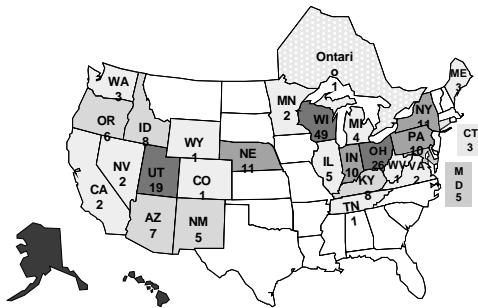 Ontari
o
1
WA
3
OR
6
ID
8
MN
2
WI
49
MI
4
ME
3
NY
11
PA
10
CT
3
M
D
5
WY
1
NV
2
UT
19
CO
1
NE
11
IL
5
IN
10
OH
26
WV
1
VA
2
KY
8
TN
1
CA
2
AZ
7
NM
5